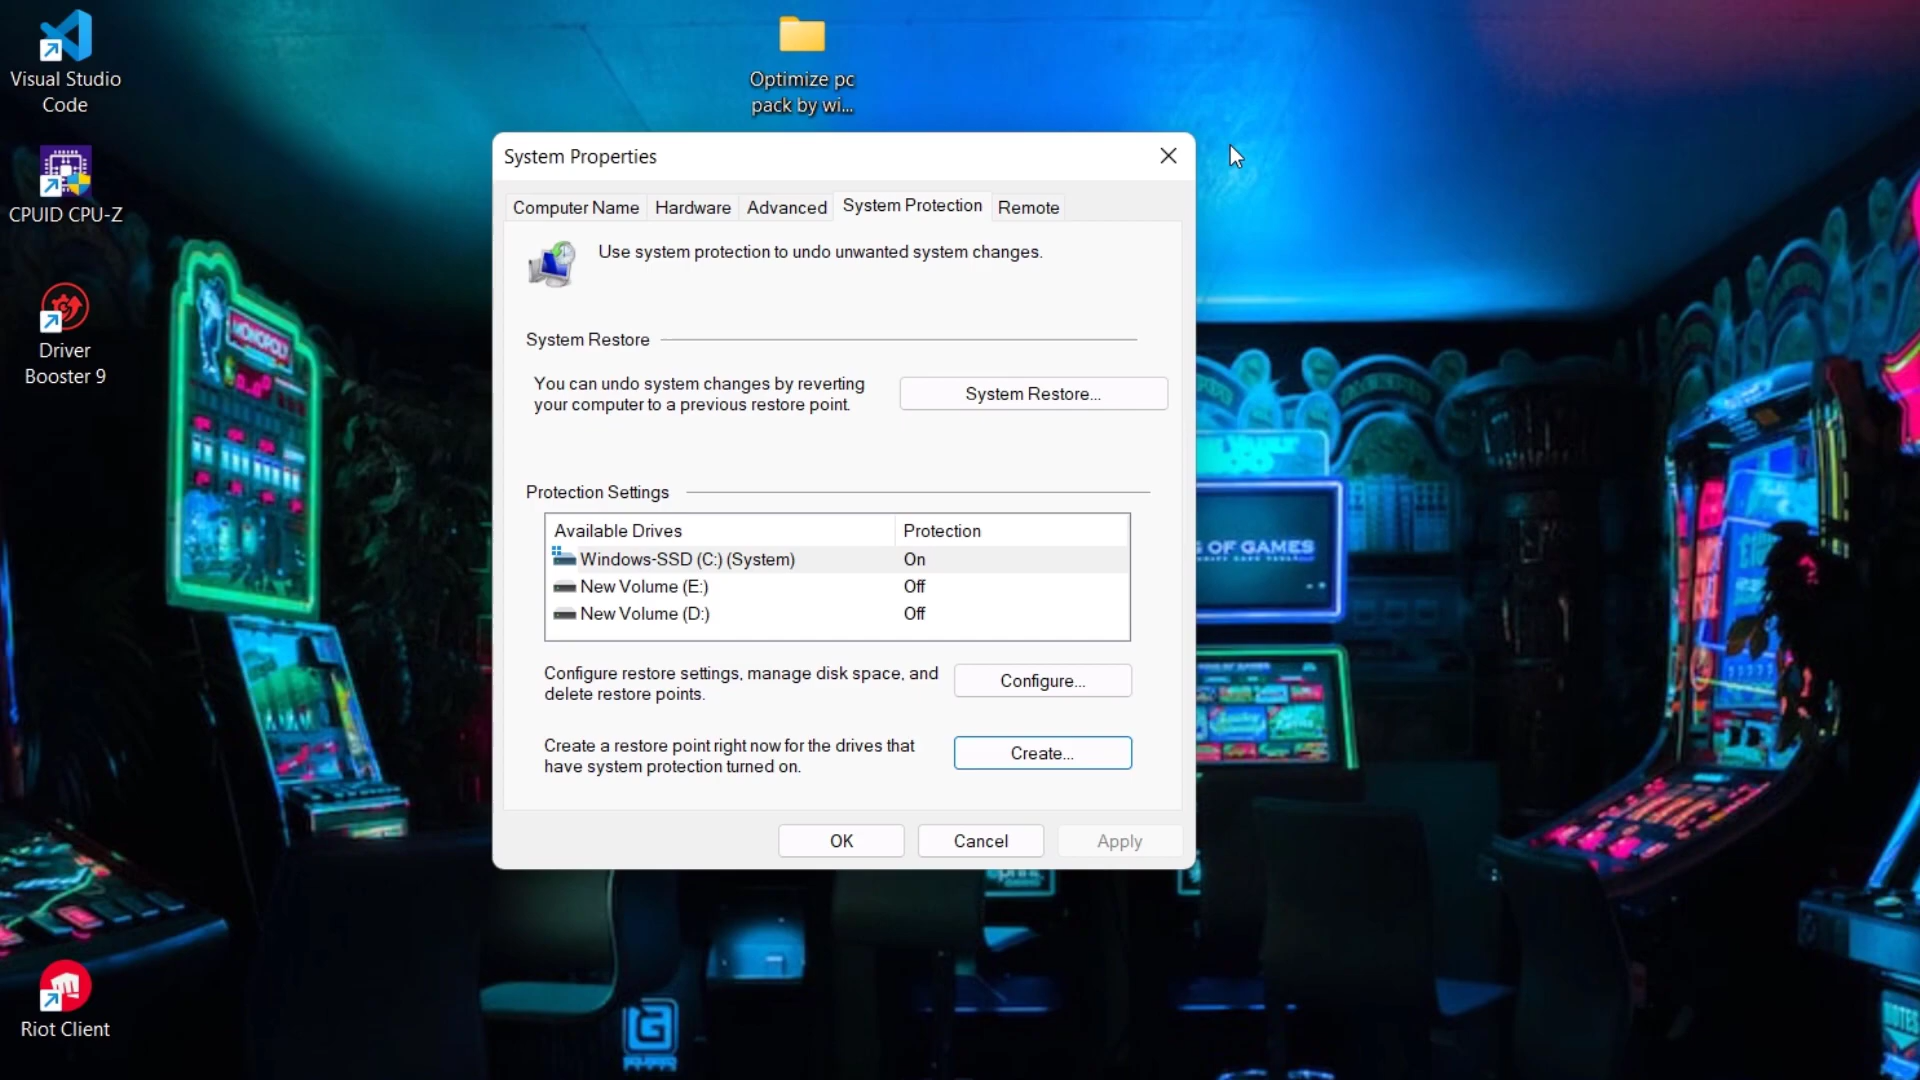 Visual Studio
Code
CPUID CPU-Z
Driver
Booster 9
Riot Client
Optimize pc
pack by wi...
System Properties
Computer Name
Hardware
Advanced
System Protection
Remote
Use system protection to undo unwanted system changes.
System Restore
You can undo system changes by reverting
your computer to a previous restore point.
System Restore...
Protection Settings
Available Drives
Protection
Windows-SSD (C:) (System)
On
New Volume (E:)
Off
New Volume (D:)
Off
Configure restore settings, manage disk space, and
delete restore points.
Configure...
Create a restore point right now for the drives that
have system protection turned on.
Create...
OK
Cancel
Apply
MONOPOLY
OF GAMES